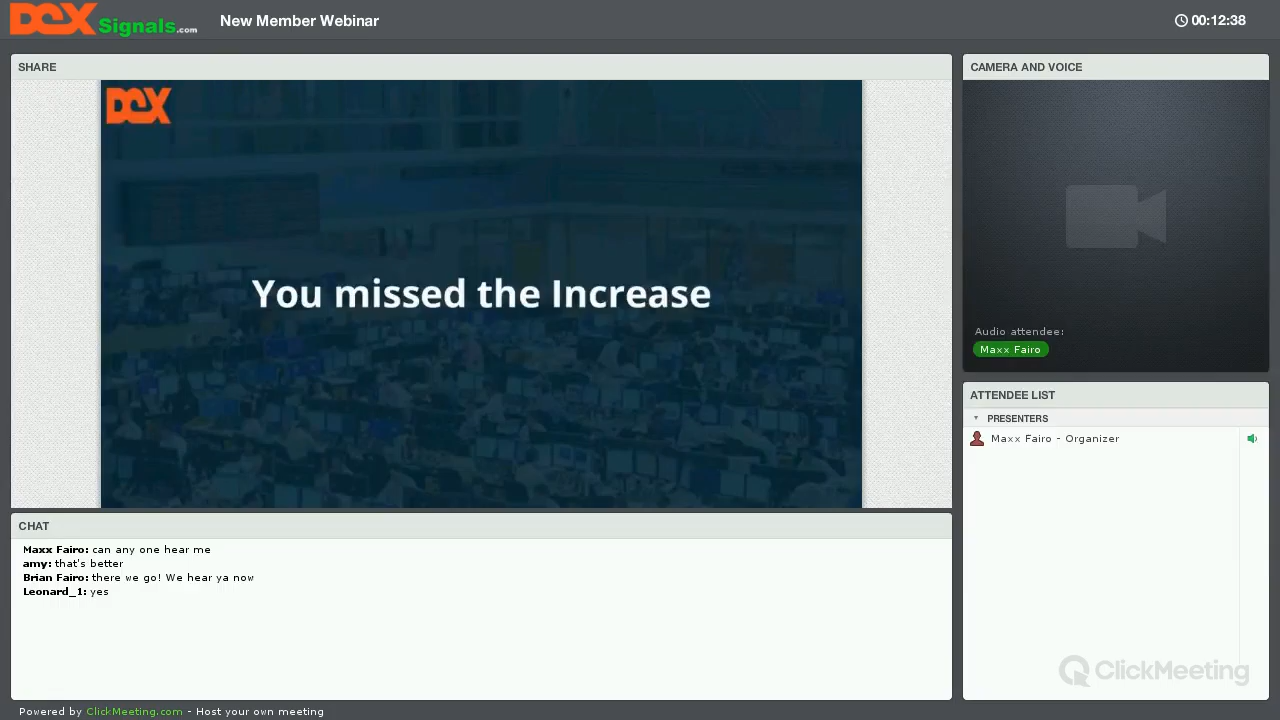 DCX Signals.com
New Member Webinar
00:12:38
SHARE
CAMERA AND VOICE
DCX
You missed the Increase
Audio attendee:
Maxx Fairo
ATTENDEE LIST
PRESENTERS
Maxx Fairo - Organizer
CHAT
Maxx Fairo: can any one hear me
amy: that's better
Brian Fairo: there we go! We hear ya now
Leonard_1: yes
ClickMeeting
Powered by ClickMeeting.com - Host your own meeting